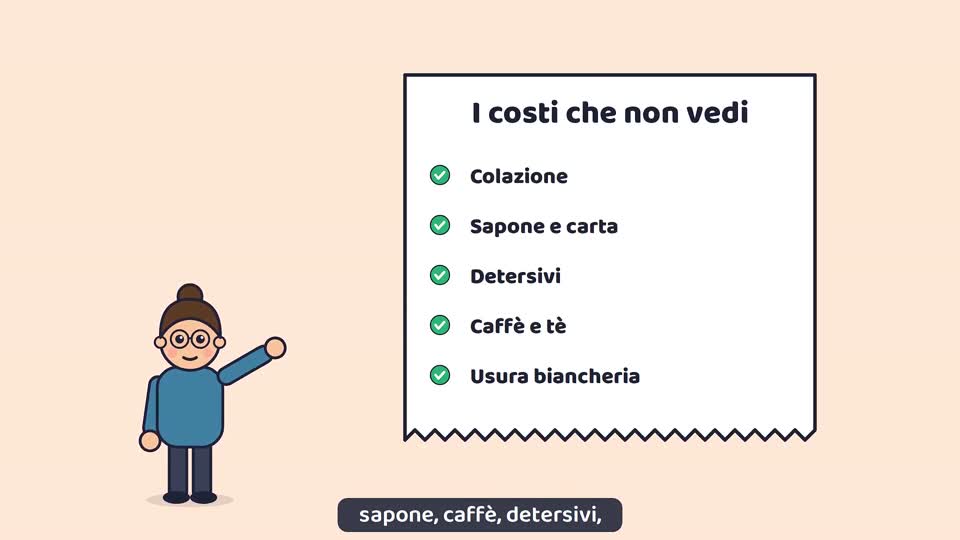 I costi che non vedi
Colazione
Sapone e carta
Detersivi
Caffè e tè
Usura biancheria
sapone, caffè, detersivi,